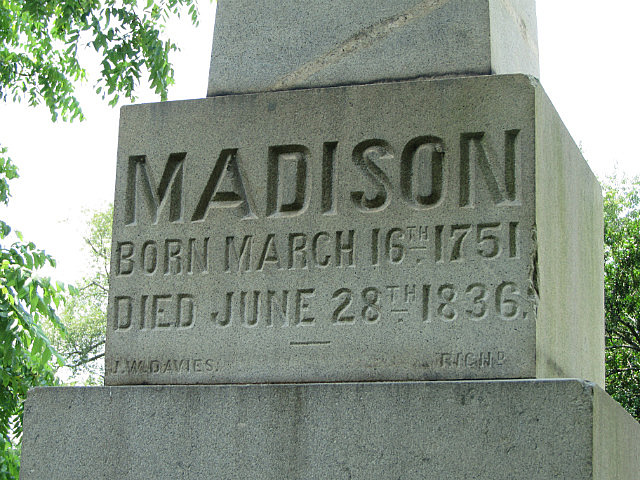 MADISON
BORN MARCH 16TH 1751
DIED JUNE 28TH 1836.
J.W. DAVIES. RICHD